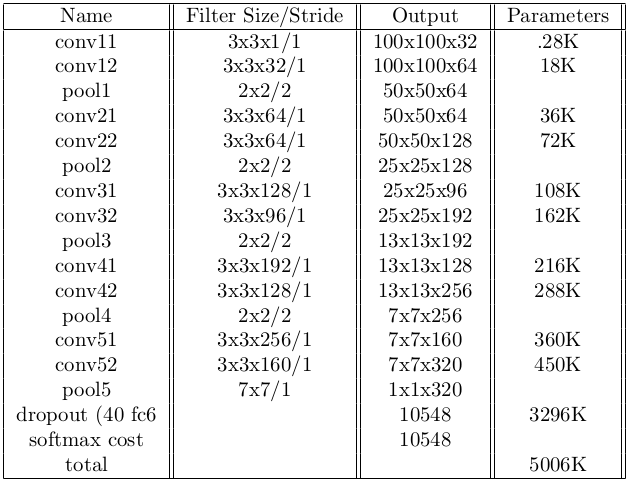 Name Filter Size/Stride Output Parameters
conv11 3x3x1/1 100x100x32 .28K
conv12 3x3x32/1 100x100x64 18K
pool1 2x2/2 50x50x64
conv21 3x3x64/1 50x50x64 36K
conv22 3x3x64/1 50x50x128 72K
pool2 2x2/2 25x25x128
conv31 3x3x128/1 25x25x96 108K
conv32 3x3x96/1 25x25x192 162K
pool3 2x2/2 13x13x192
conv41 3x3x192/1 13x13x128 216K
conv42 3x3x128/1 13x13x256 288K
pool4 2x2/2 7x7x256
conv51 3x3x256/1 7x7x160 360K
conv52 3x3x160/1 7x7x320 450K
pool5 7x7/1 1x1x320
dropout (40 fc6 10548 3296K
softmax cost 10548
total 5006K